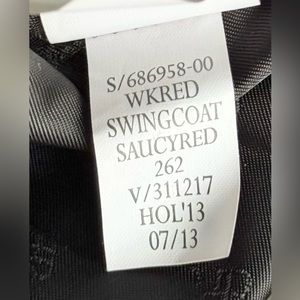 S/686958-00
WKRED
SWINGCOAT
SAUCYRED
262
V/311217
HOL'13
07/13